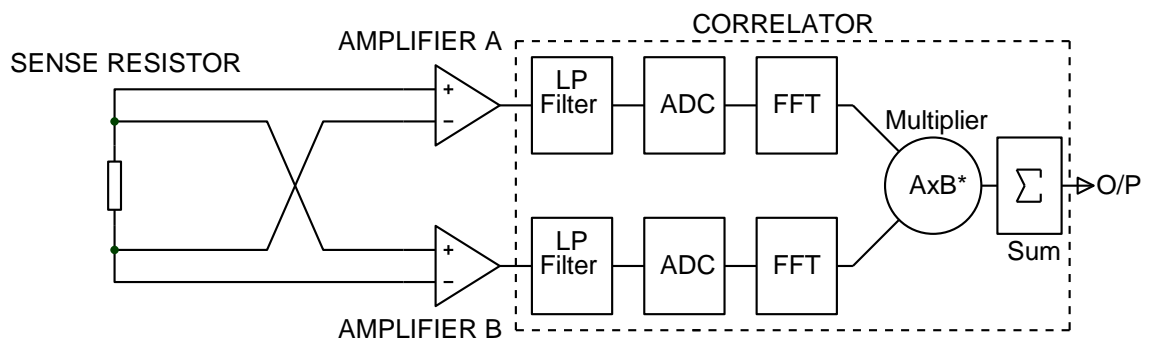 CORRELATOR
AMPLIFIER A
SENSE RESISTOR
+
−
LP
Filter
ADC
FFT
Multiplier
AxB*
Σ
O/P
Sum
+
−
LP
Filter
ADC
FFT
AMPLIFIER B